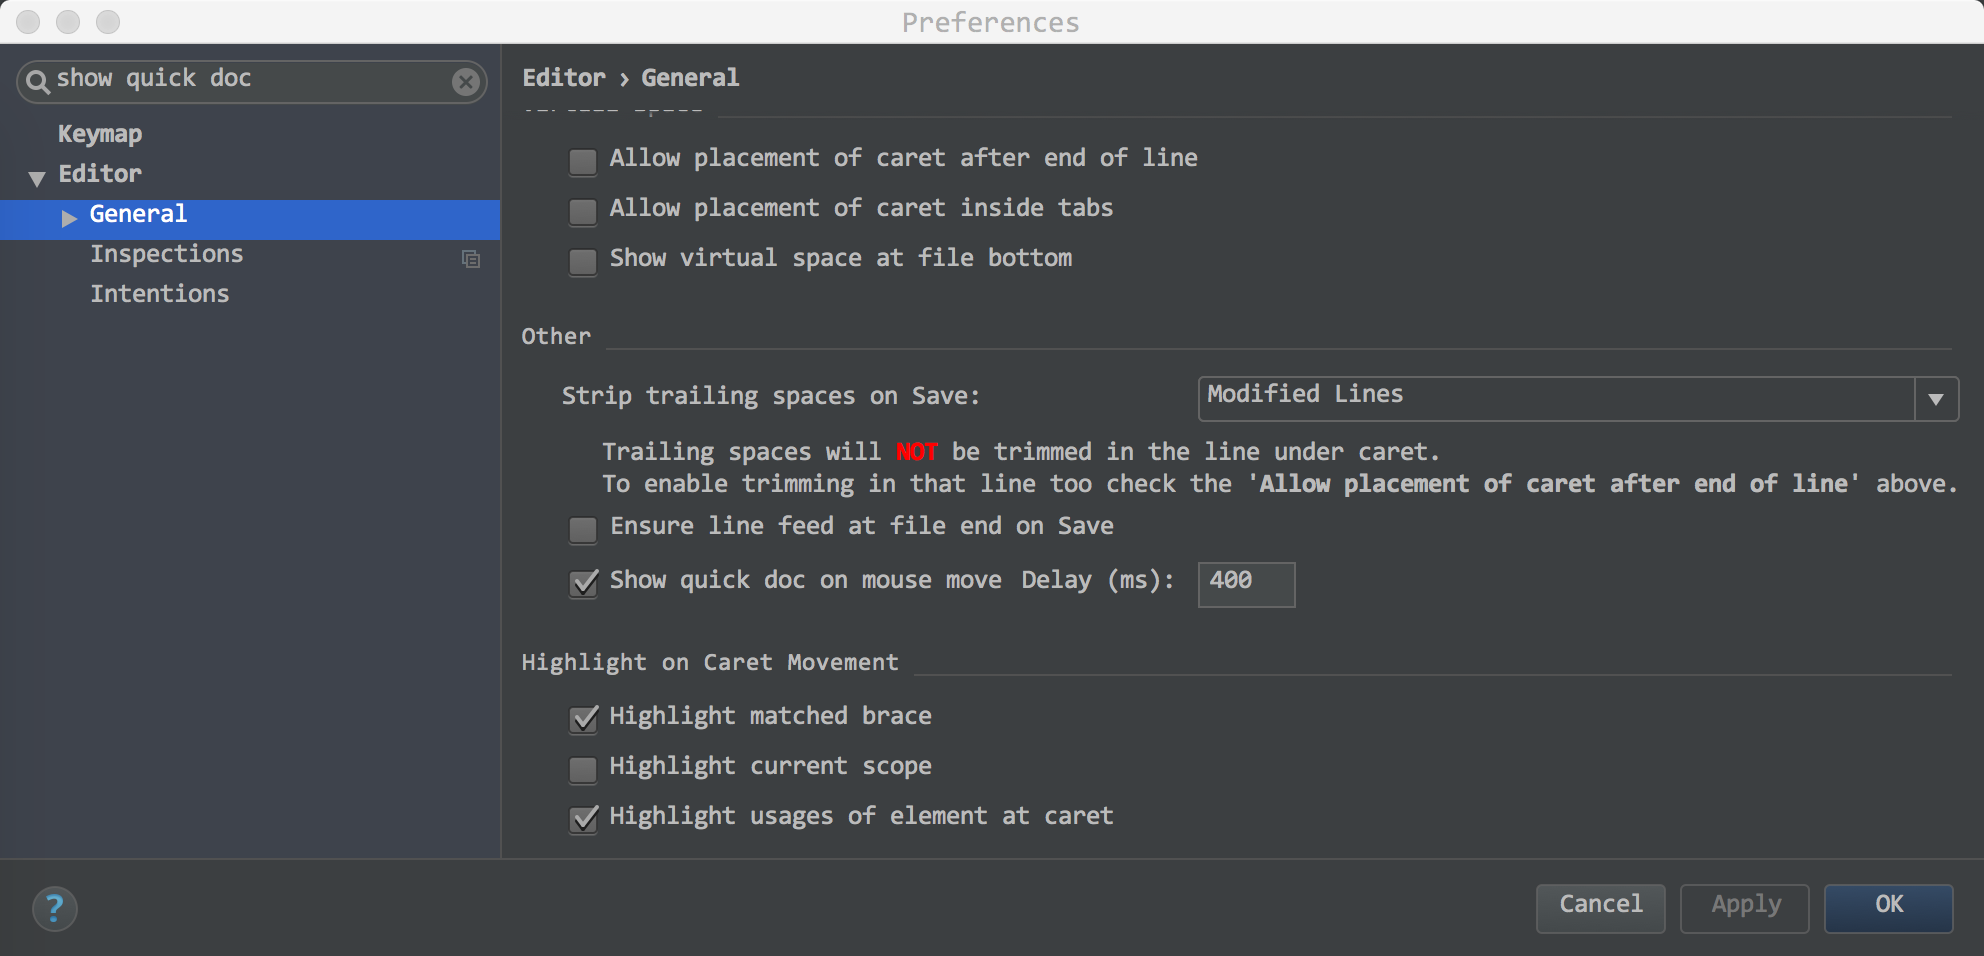 Preferences
show quick doc
Keymap
Editor
General
Inspections
Intentions
Editor › General
Allow placement of caret after end of line
Allow placement of caret inside tabs
Show virtual space at file bottom
Other
Strip trailing spaces on Save:
Modified Lines
Trailing spaces will NOT be trimmed in the line under caret.
To enable trimming in that line too check the 'Allow placement of caret after end of line' above.
Ensure line feed at file end on Save
Show quick doc on mouse move Delay (ms): 400
Highlight on Caret Movement
Highlight matched brace
Highlight current scope
Highlight usages of element at caret
?
Cancel
Apply
OK